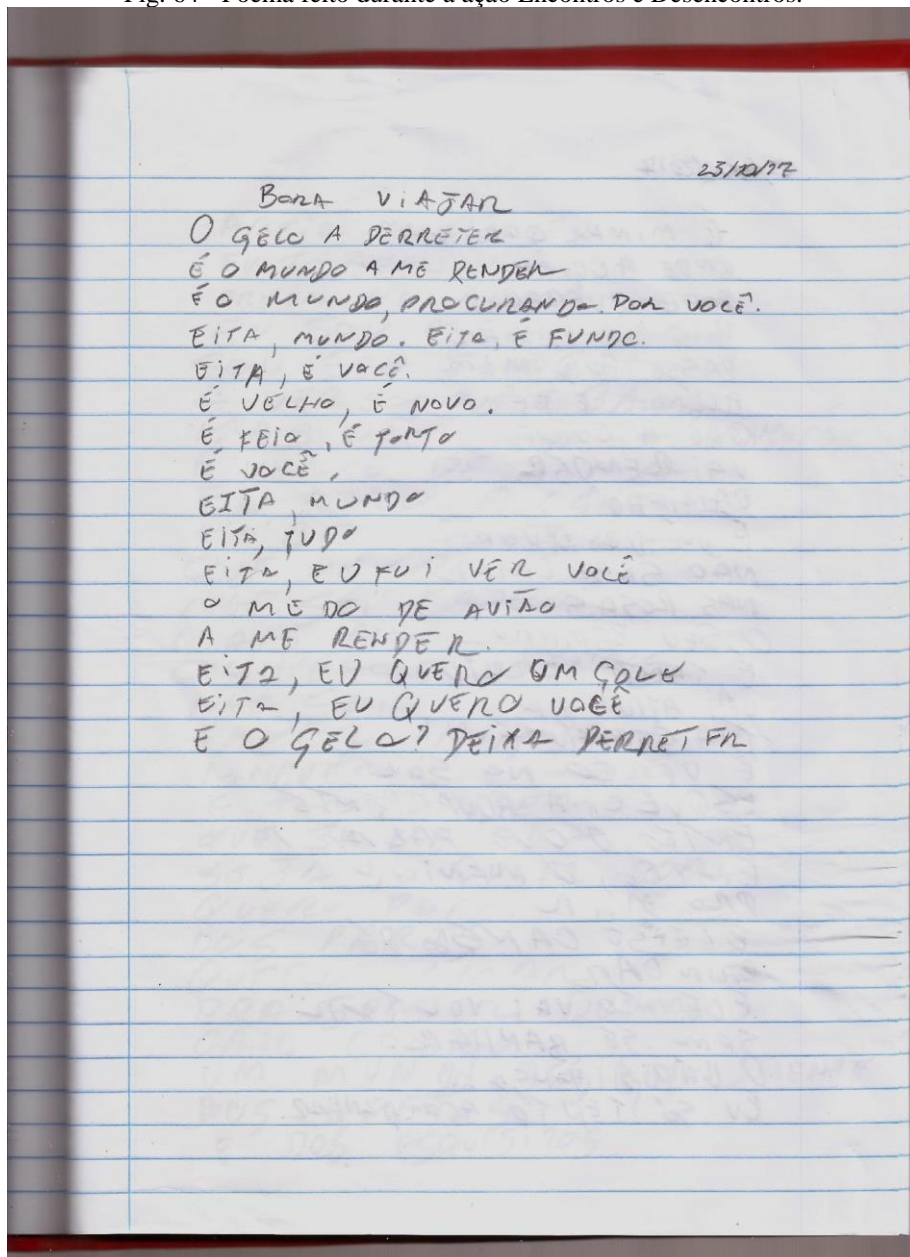 Fig. 64 - Poema feito durante a ação Encontros e Desencontros.
23/10/17
BORA VIAJAR
O GELO A DERRETER
É O MUNDO A ME RENDER
É O MUNDO, PROCURANDO POR VOCÊ.
EITA, MUNDO. EITA, É FUNDO.
EITA, É VOCÊ.
É VELHO, É NOVO.
É FEIO, É TORTO
É VOCÊ,
EITA, MUNDO
EITA, TUDO
EITA, EU FUI VER VOCÊ
O MEDO DE AVIÃO
A ME RENDER.
EITA, EU QUERO UM GOLE
EITA, EU QUERO VOCÊ
E O GELO? DEIXA DERRETER